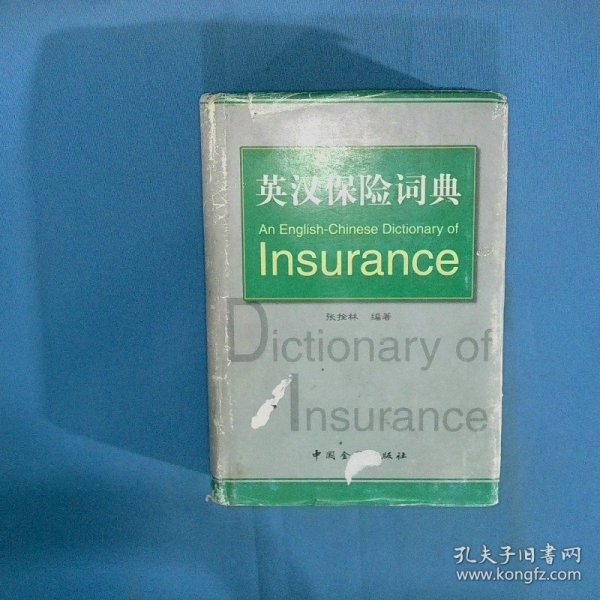 英汉保险词典
An English-Chinese Dictionary of
Insurance
张拴林 编著
Dictionary of
Insurance
中国金 版社
孔夫子旧书网
www.kongfz.com